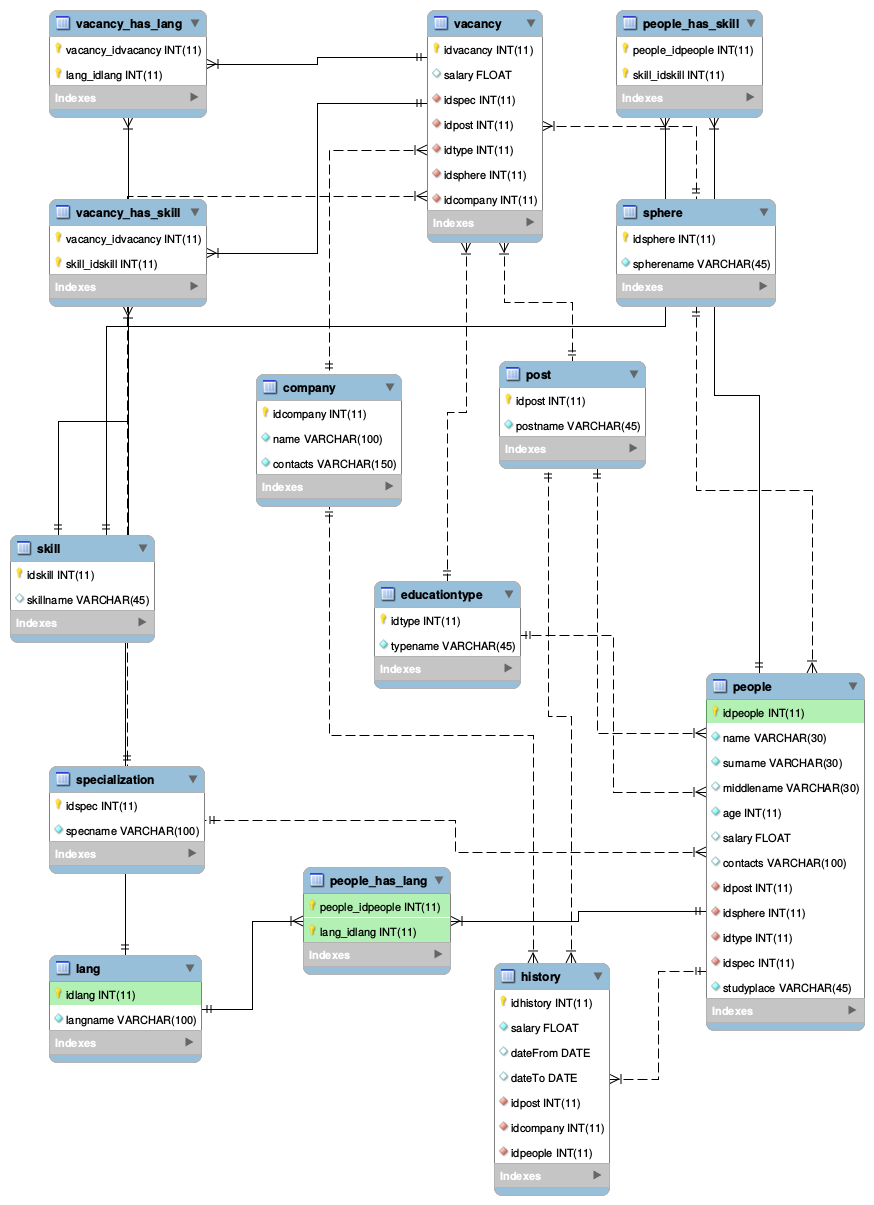 vacancy_has_lang
vacancy_idvacancy INT(11)
lang_idlang INT(11)
Indexes
vacancy
idvacancy INT(11)
salary FLOAT
idspec INT(11)
idpost INT(11)
idtype INT(11)
idsphere INT(11)
idcompany INT(11)
Indexes
people_has_skill
people_idpeople INT(11)
skill_idskill INT(11)
Indexes
vacancy_has_skill
vacancy_idvacancy INT(11)
skill_idskill INT(11)
Indexes
sphere
idsphere INT(11)
spherename VARCHAR(45)
Indexes
company
idcompany INT(11)
name VARCHAR(100)
contacts VARCHAR(150)
Indexes
post
idpost INT(11)
postname VARCHAR(45)
Indexes
skill
idskill INT(11)
skillname VARCHAR(45)
Indexes
educationtype
idtype INT(11)
typename VARCHAR(45)
Indexes
people
idpeople INT(11)
name VARCHAR(30)
surname VARCHAR(30)
middlename VARCHAR(30)
age INT(11)
salary FLOAT
contacts VARCHAR(100)
idpost INT(11)
idsphere INT(11)
idtype INT(11)
idspec INT(11)
studyplace VARCHAR(45)
Indexes
specialization
idspec INT(11)
specname VARCHAR(100)
Indexes
people_has_lang
people_idpeople INT(11)
lang_idlang INT(11)
Indexes
lang
idlang INT(11)
langname VARCHAR(100)
Indexes
history
idhistory INT(11)
salary FLOAT
dateFrom DATE
dateTo DATE
idpost INT(11)
idcompany INT(11)
idpeople INT(11)
Indexes